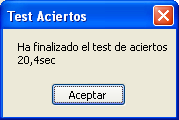 Test Aciertos
Ha finalizado el test de aciertos
20,4sec
Aceptar